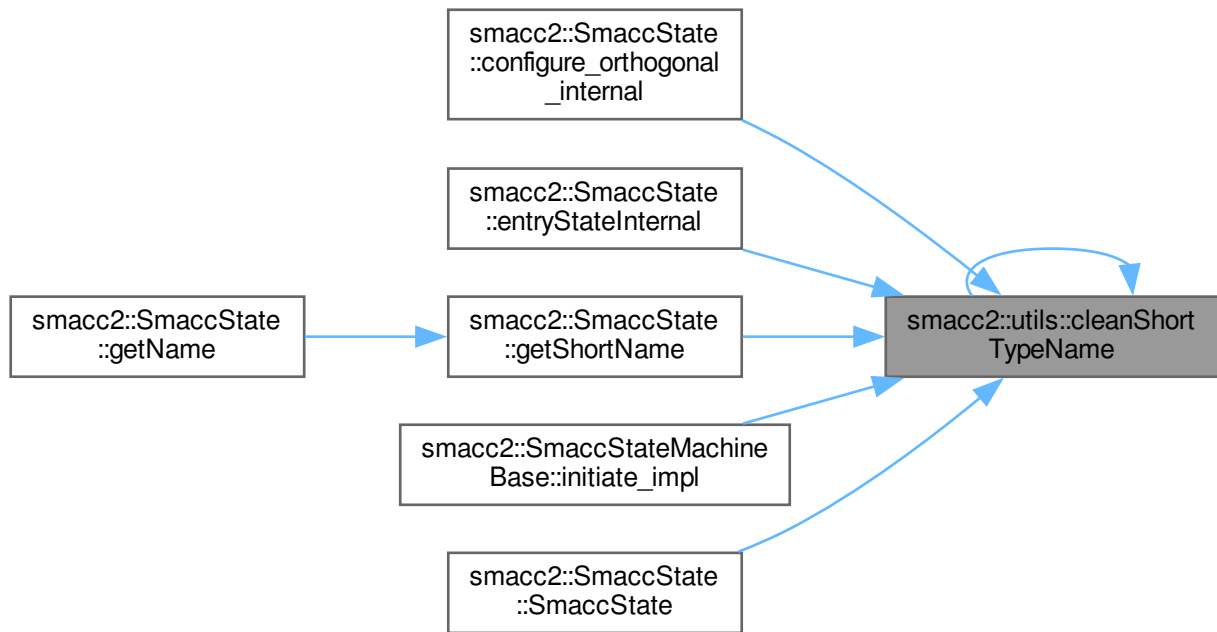 smacc2::SmaccState
::configure_orthogonal
_internal
smacc2::SmaccState
::entryStateInternal
smacc2::SmaccState
::getName
smacc2::SmaccState
::getShortName
smacc2::utils::cleanShort
TypeName
smacc2::SmaccStateMachine
Base::initiate_impl
smacc2::SmaccState
::SmaccState